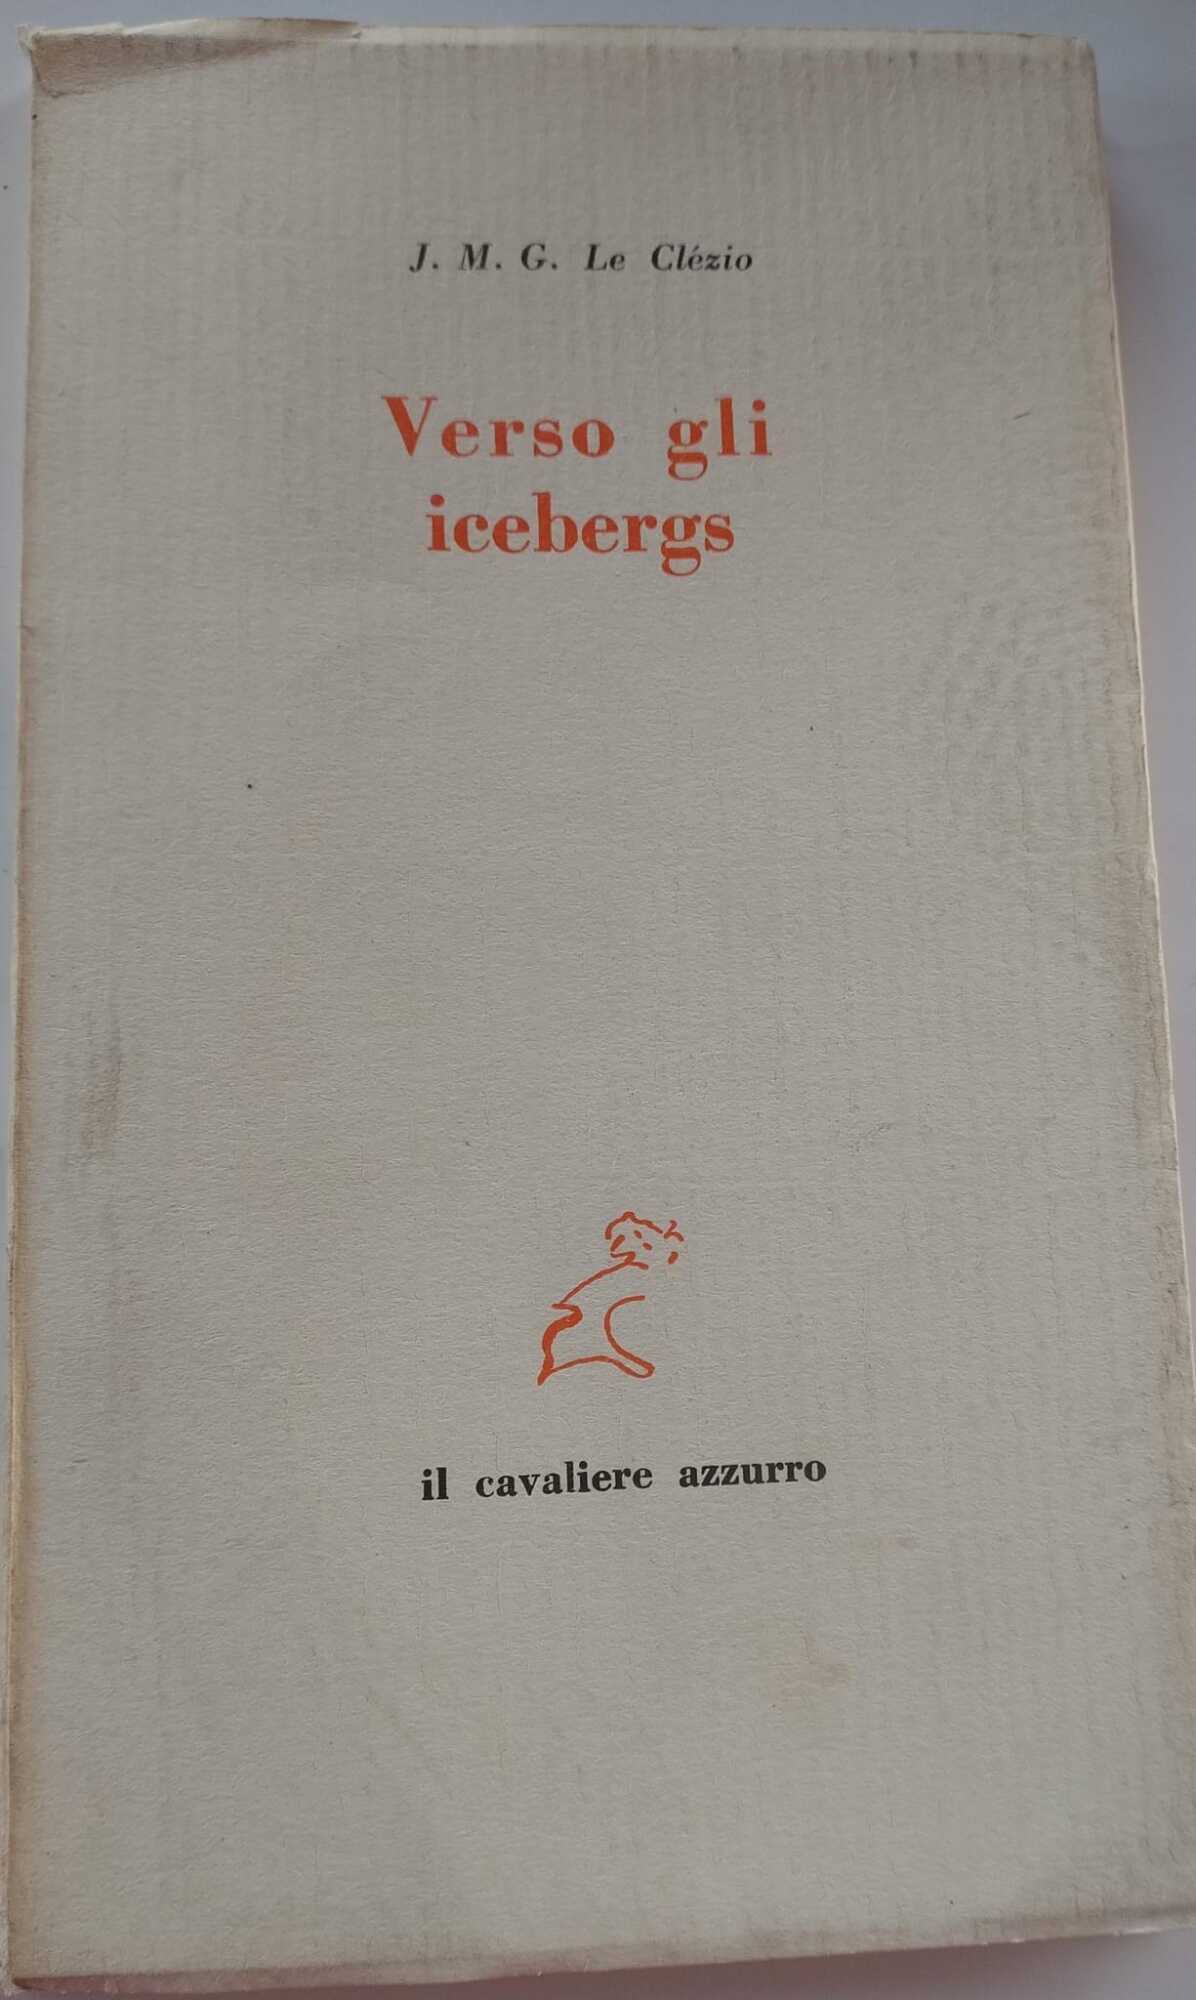 J. M. G. Le Clézio
Verso gli
icebergs
il cavaliere azzurro